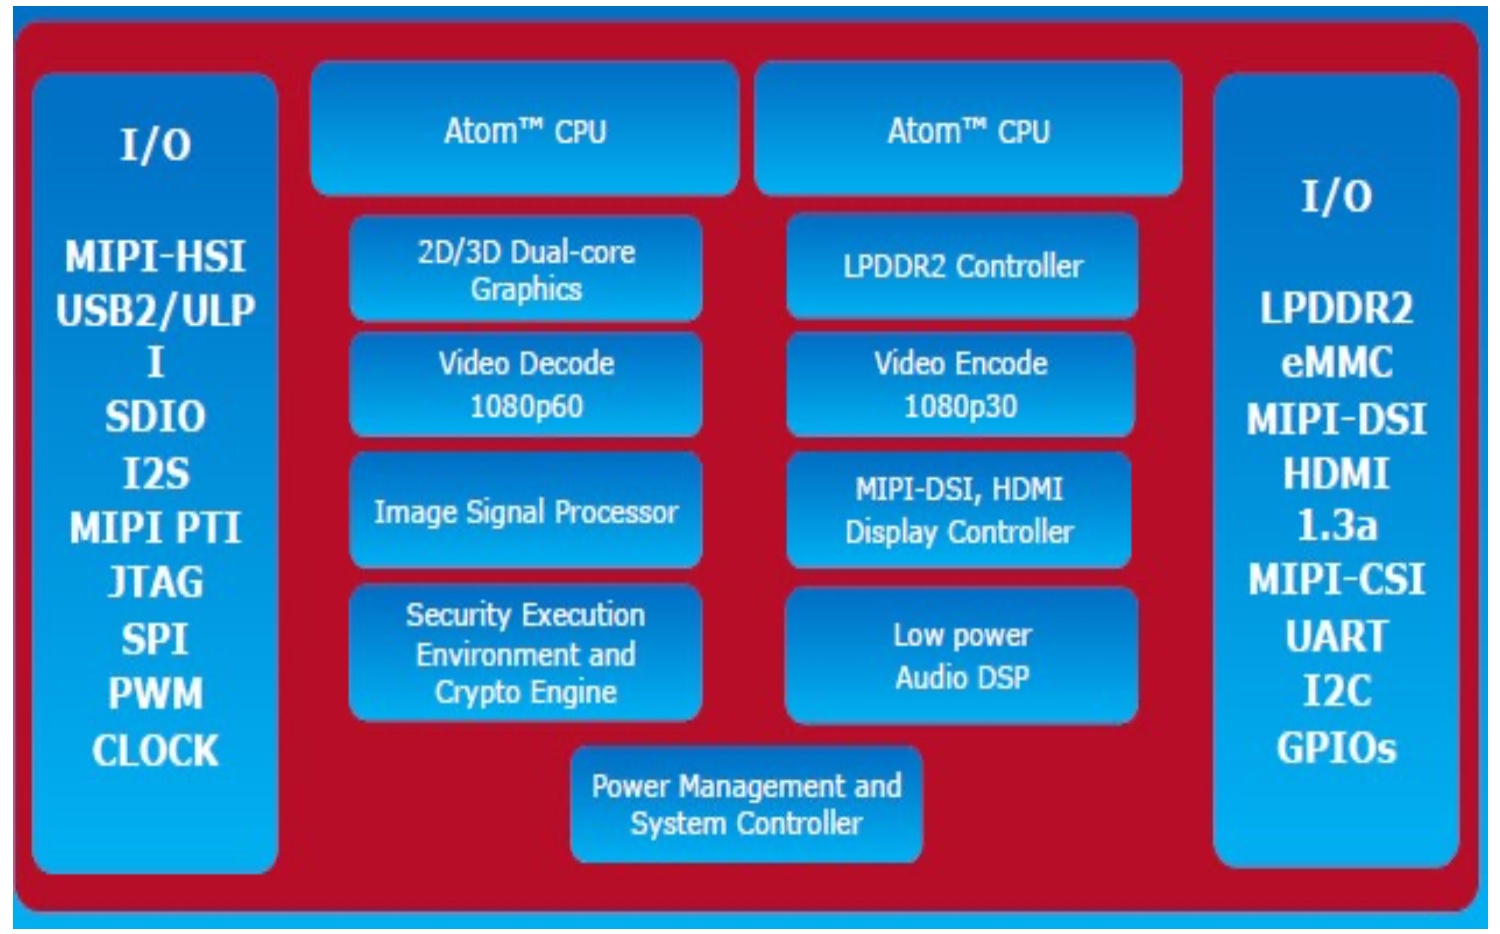 I/O
MIPI-HSI
USB2/ULP
I
SDIO
I2S
MIPI PTI
JTAG
SPI
PWM
CLOCK
Atom™ CPU
Atom™ CPU
2D/3D Dual-core
Graphics
LPDDR2 Controller
Video Decode
1080p60
Video Encode
1080p30
Image Signal Processor
MIPI-DSI, HDMI
Display Controller
Security Execution
Environment and
Crypto Engine
Low power
Audio DSP
Power Management and
System Controller
I/O
LPDDR2
eMMC
MIPI-DSI
HDMI
1.3a
MIPI-CSI
UART
I2C
GPIOs